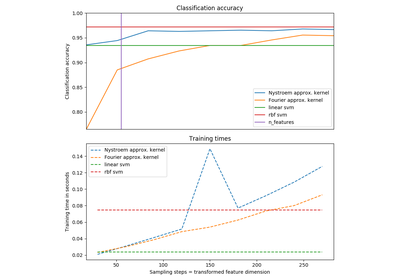 Classification accuracy
1.00
0.95
0.90
0.85
0.80
Classification accuracy
Nystroem approx. kernel
Fourier approx. kernel
linear svm
rbf svm
n_features
Training times
0.14
0.12
0.10
0.08
0.06
0.04
0.02
Training time in seconds
Nystroem approx. kernel
Fourier approx. kernel
linear svm
rbf svm
50 100 150 200 250
Sampling steps = transformed feature dimension